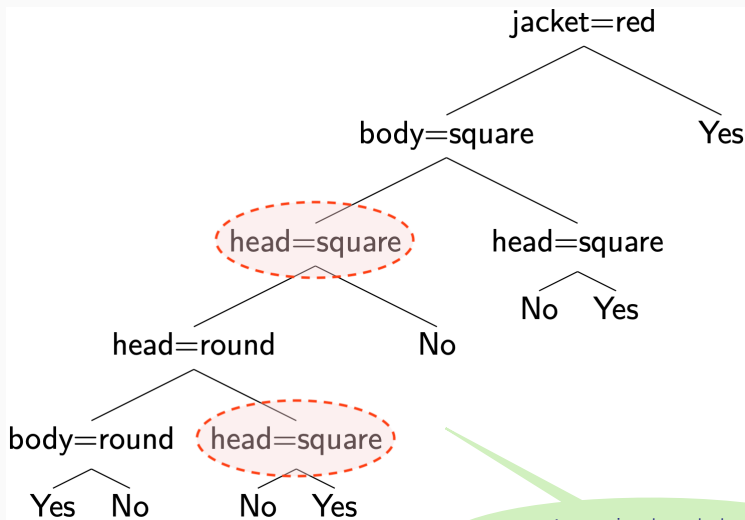 jacket=red
body=square
Yes
head=square
head=square
No Yes
head=round
No
body=round
head=square
Yes No
No Yes